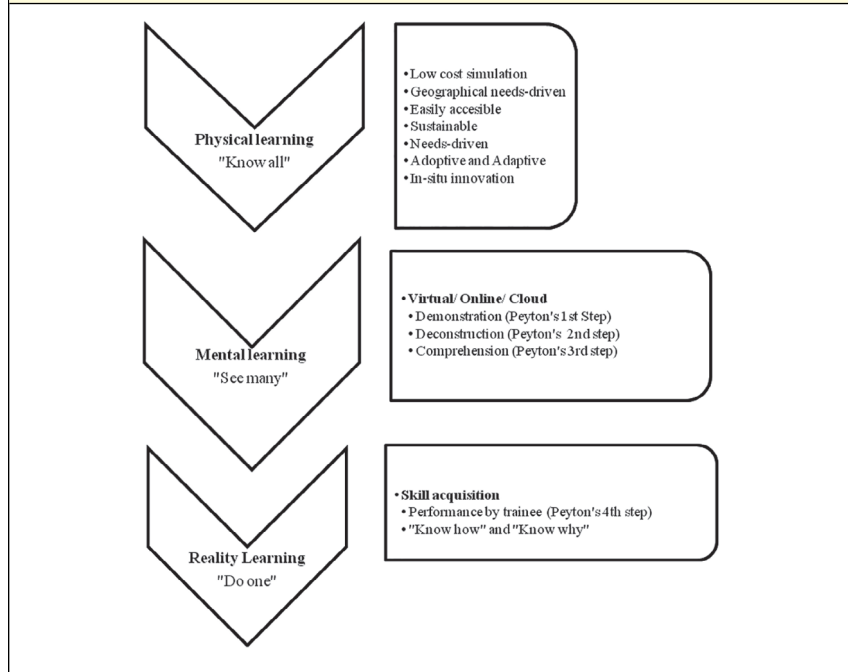 Physical learning
"Know all"
• Low cost simulation
• Geographical needs-driven
• Easily accesible
• Sustainable
• Needs-driven
• Adoptive and Adaptive
• In-situ innovation
Mental learning
"See many"
• Virtual/ Online/ Cloud
• Demonstration (Peyton's 1st Step)
• Deconstruction (Peyton's 2nd step)
• Comprehension (Peyton's 3rd step)
Reality Learning
"Do one"
• Skill acquisition
• Performance by trainee (Peyton's 4th step)
• "Know how" and "Know why"